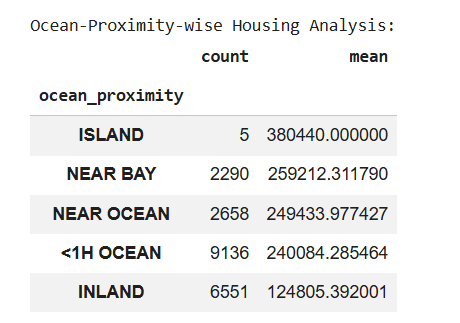 Ocean-Proximity-wise Housing Analysis:
count mean
ocean_proximity
ISLAND 5 380440.000000
NEAR BAY 2290 259212.311790
NEAR OCEAN 2658 249433.977427
<1H OCEAN 9136 240084.285464
INLAND 6551 124805.392001